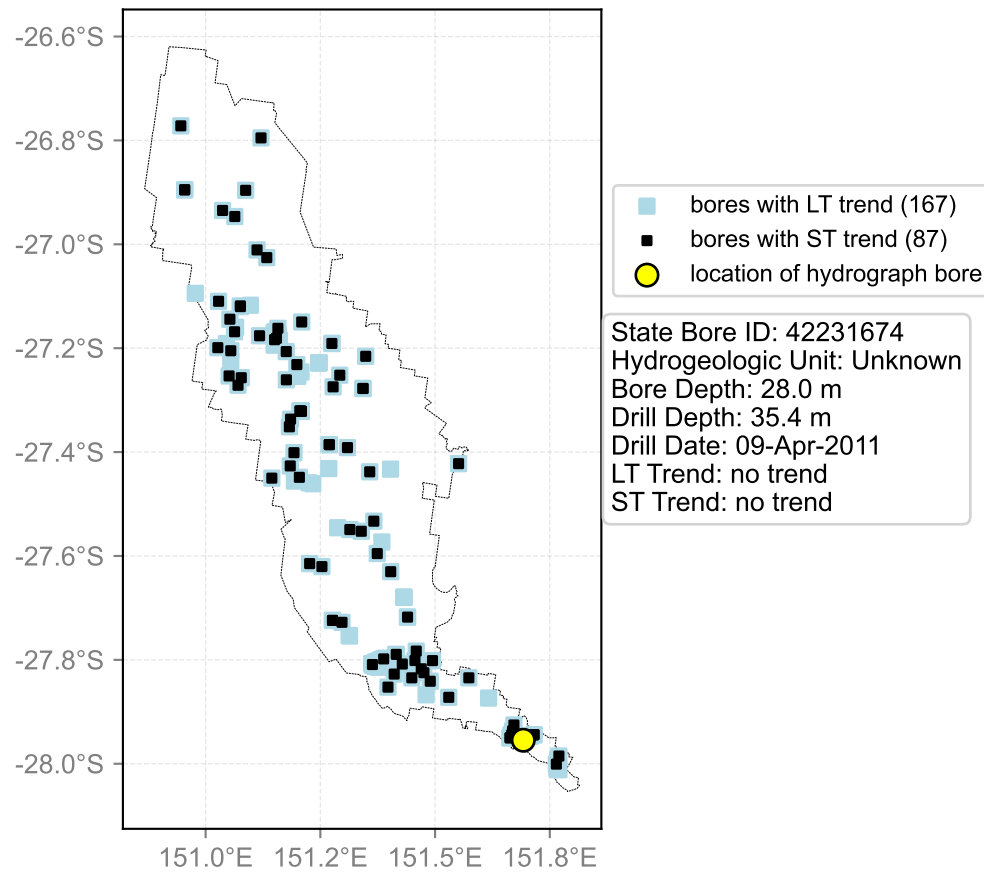 -26.6°S
-26.8°S
-27.0°S
-27.2°S
-27.4°S
-27.6°S
-27.8°S
-28.0°S
151.0°E
151.2°E
151.5°E
151.8°E
bores with LT trend (167)
bores with ST trend (87)
location of hydrograph bore
State Bore ID: 42231674
Hydrogeologic Unit: Unknown
Bore Depth: 28.0 m
Drill Depth: 35.4 m
Drill Date: 09-Apr-2011
LT Trend: no trend
ST Trend: no trend